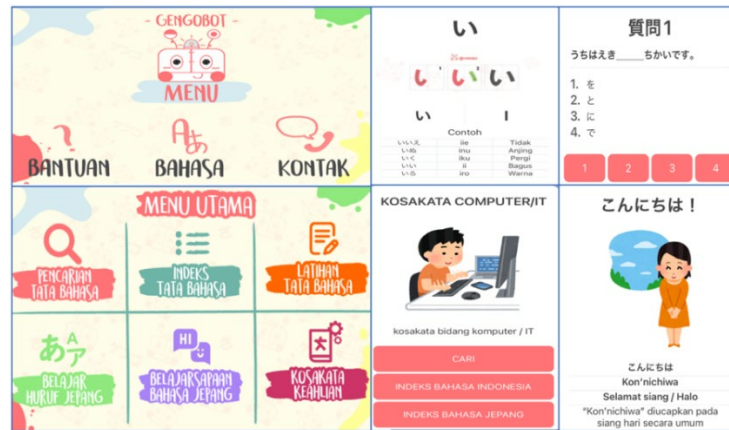 - GENGOBOT -
MENU
BANTUAN
BAHASA
KONTAK
い
い い い
い I
Contoh
いいえ iie Tidak
いぬ inu Anjing
いく iku Pergi
いい ii Bagus
いろ iro Warna
質問1
うちはえき____ちかいです。
1. を
2. と
3. に
4. で
1 2 3 4
MENU UTAMA
PENCARIAN
TATA BAHASA
INDEKS
TATA BAHASA
LATIHAN
TATA BAHASA
あ A ア
BELAJAR
HURUF JEPANG
HI
BELAJARSAPAAN
BAHASA JEPANG
KOSAKATA
KEAHLIAN
KOSAKATA COMPUTER/IT
kosakata bidang komputer / IT
CARI
INDEKS BAHASA INDONESIA
INDEKS BAHASA JEPANG
こんにちは！
こんにちは
Kon'nichiwa
Selamat siang / Halo
"Kon'nichiwa" diucapkan pada
siang hari secara umum